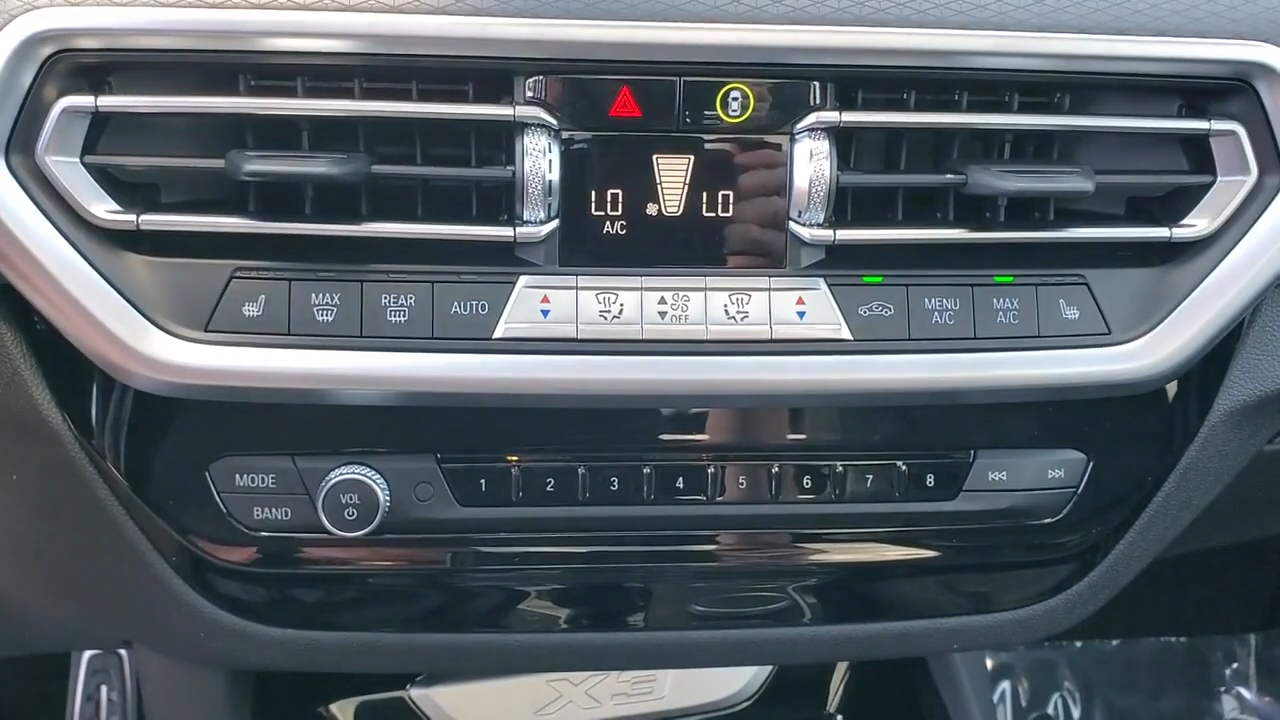 LO LO
A/C
MAX
REAR
AUTO
OFF
MENU
A/C
MAX
A/C
MODE
BAND
VOL
1 2 3 4 5 6 7 8
X3